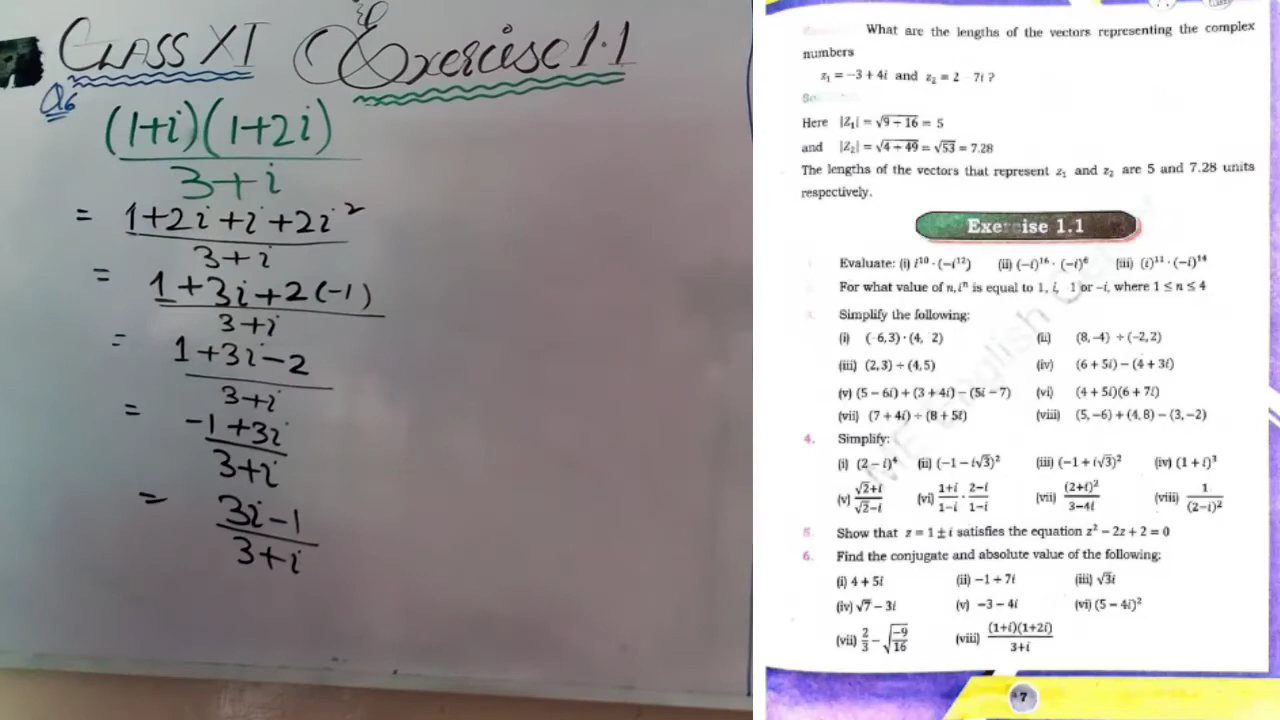 CLASS XI Exercise 1.1
Q6
(1+i)(1+2i)
3+i
= 1+2i+i+2i²
3+i
= 1+3i+2(-1)
3+i
= 1+3i-2
3+i
= -1+3i
3+i
= 3i-1
3+i
What are the lengths of the vectors representing the complex
numbers
z₁ = -3 + 4i and z₂ = 2 7i ?
Here |Z₁| = √9 + 16 = 5
and |Z₂| = √4 + 49 = √53 = 7.28
The lengths of the vectors that represent z₁ and z₂ are 5 and 7.28 units
respectively.
Exercise 1.1
Evaluate: (i) i¹⁰ · (-i¹²) (ii) (-i)¹⁶ · (-i)⁶ (iii) (i)¹¹ · (-i)¹⁴
For what value of n, iⁿ is equal to 1, i, 1 or -i, where 1 ≤ n ≤ 4
Simplify the following:
(i) (-6,3) · (4, 2) (ii) (8,-4) ÷ (-2,2)
(iii) (2,3) ÷ (4,5) (iv) (6 + 5i) - (4 + 3i)
(v) (5 - 6i) + (3 + 4i) - (5i - 7) (vi) (4 + 5i)(6 + 7i)
(vii) (7 + 4i) ÷ (8 + 5i) (viii) (5,-6) + (4,8) - (3,-2)
4. Simplify:
(i) (2 - i)⁴ (ii) (-1 - i√3)² (iii) (-1 + i√3)² (iv) (1 + i)³
(v) √2+i/√2-i (vi) 1+i/1-i · 2-i/1-i (vii) (2+i)²/3-4i (viii) 1/(2-i)²
5. Show that z = 1 ± i satisfies the equation z² - 2z + 2 = 0
6. Find the conjugate and absolute value of the following:
(i) 4 + 5i (ii) -1 + 7i (iii) √3i
(iv) √7 - 3i (v) -3 - 4i (vi) (5 - 4i)²
(vii) 2/3 - √-9/16 (viii) (1+i)(1+2i)/3+i
7